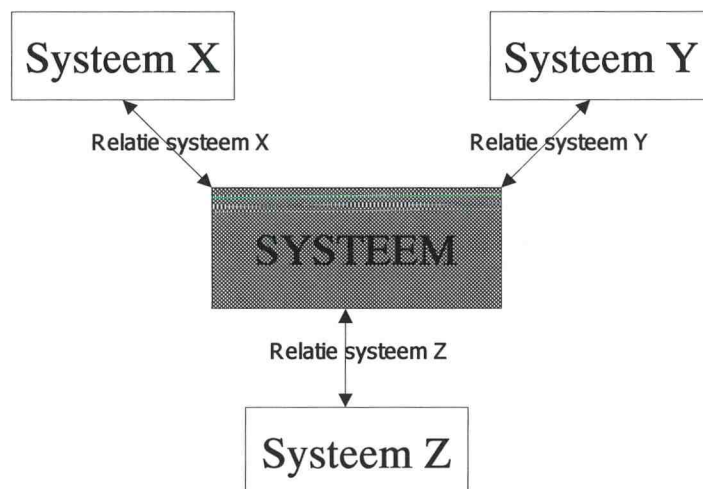 Systeem X
Systeem Y
Relatie systeem X
Relatie systeem Y
SYSTEEM
Relatie systeem Z
Systeem Z